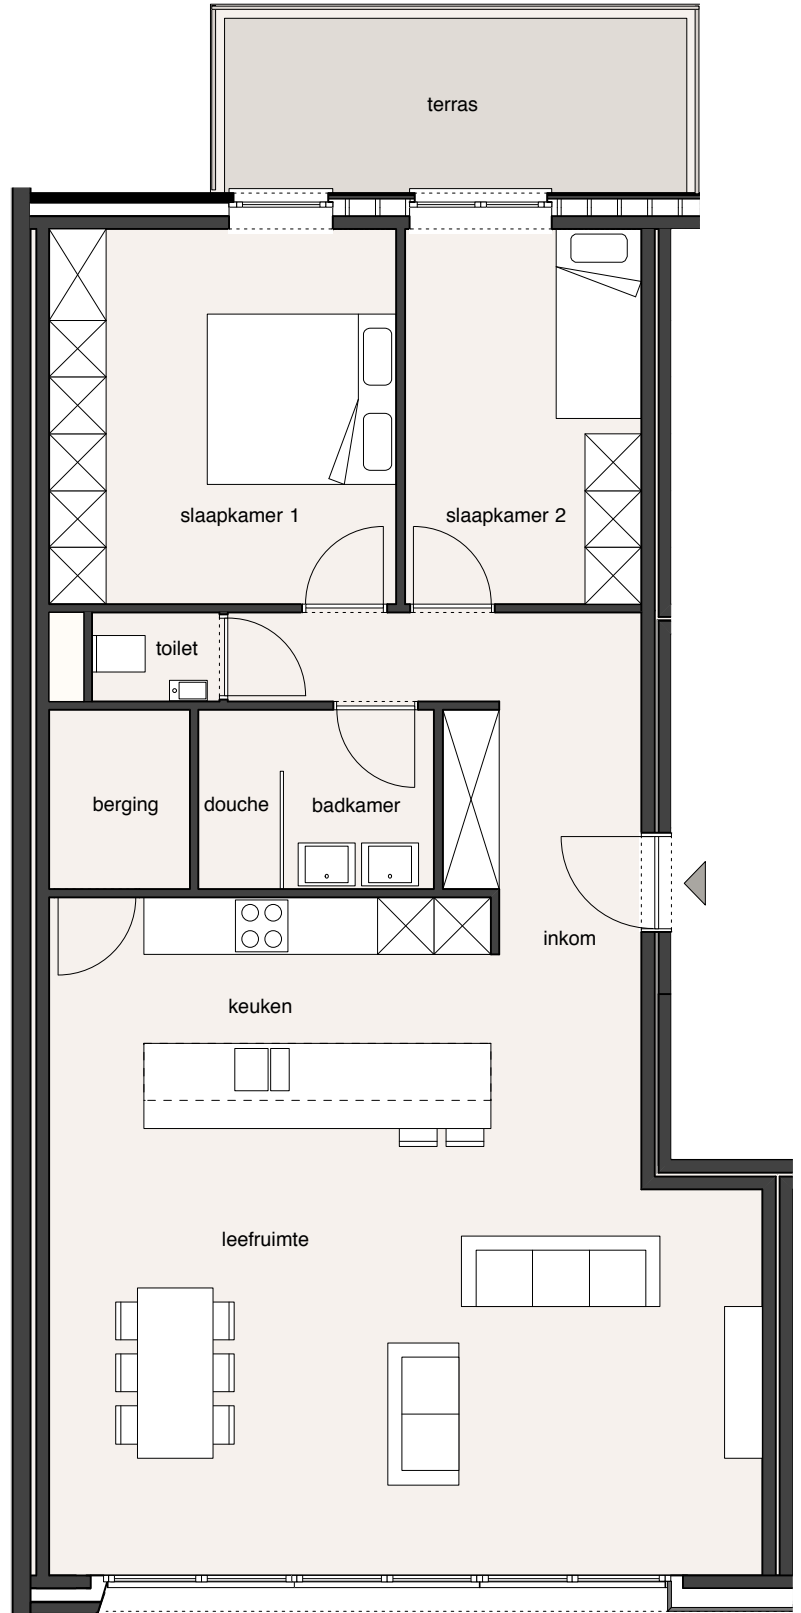 terras
slaapkamer 1
slaapkamer 2
toilet
berging
douche
badkamer
inkom
keuken
leefruimte